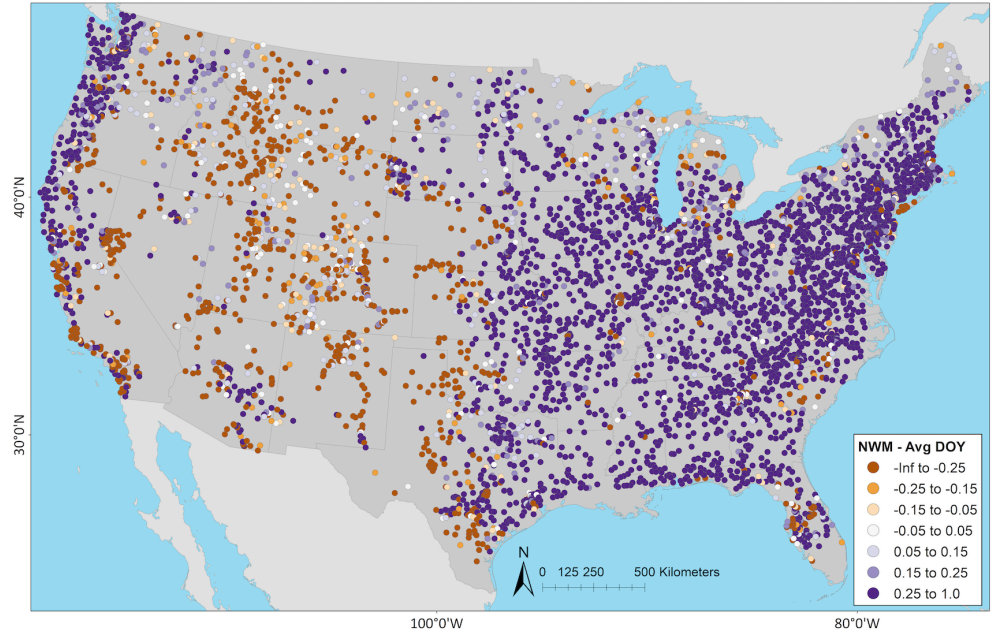 40°0'N
30°0'N
NWM - Avg DOY
-Inf to -0.25
-0.25 to -0.15
-0.15 to -0.05
-0.05 to 0.05
0.05 to 0.15
0.15 to 0.25
0.25 to 1.0
N
0 125 250 500 Kilometers
100°0'W 80°0'W